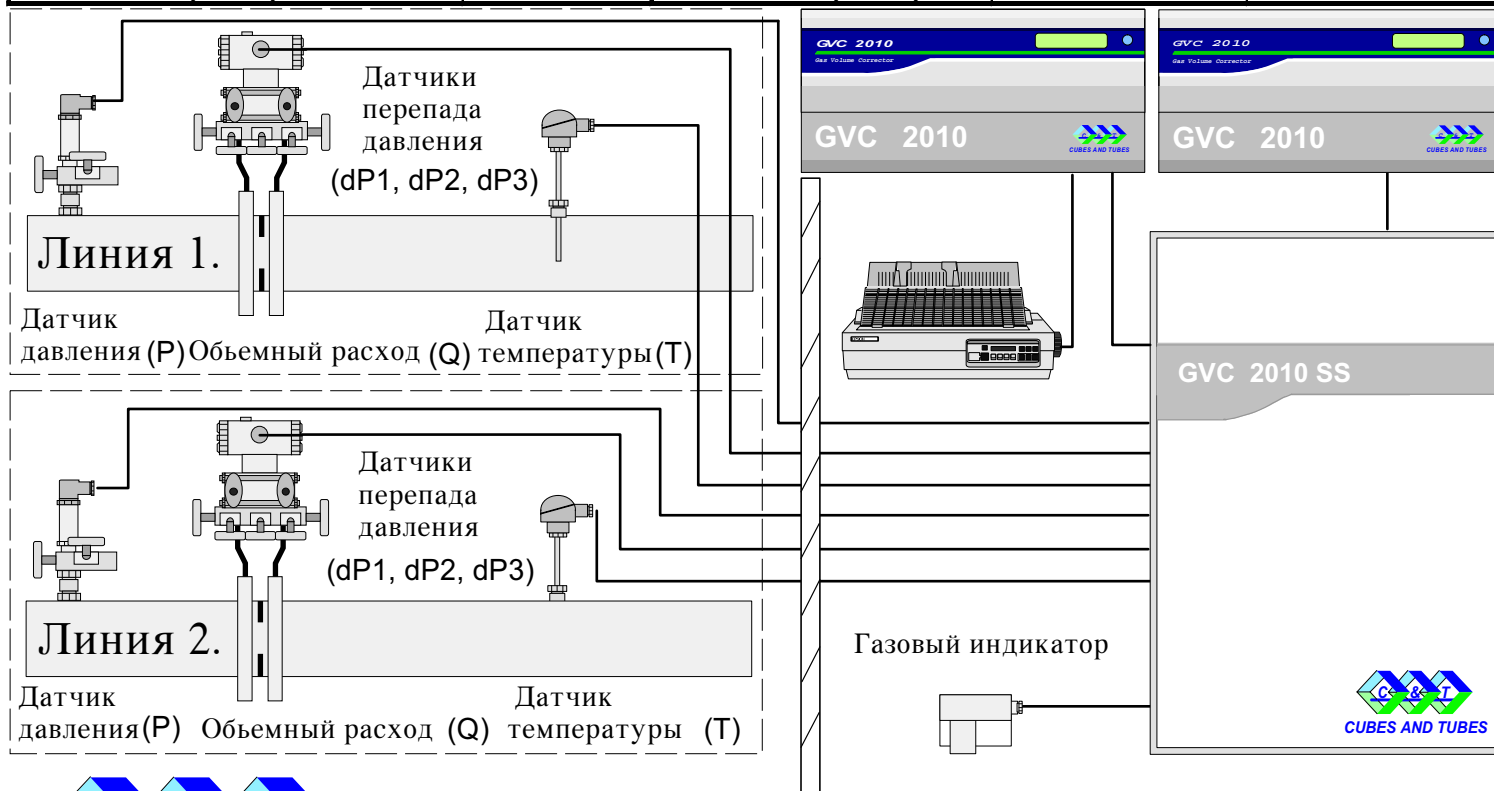 GVC 2010
Gas Volume Corrector
GVC 2010
C & T
CUBES AND TUBES
GVC 2010
Gas Volume Corrector
GVC 2010
C & T
CUBES AND TUBES
Датчики
перепада
давления
(dP1, dP2, dP3)
Линия 1.
Датчик
давления (P)
Обьемный расход (Q)
Датчик
температуры (T)
GVC 2010 SS
Датчики
перепада
давления
(dP1, dP2, dP3)
Линия 2.
Датчик
давления (P)
Обьемный расход (Q)
Датчик
температуры (T)
Газовый индикатор
C & T
CUBES AND TUBES